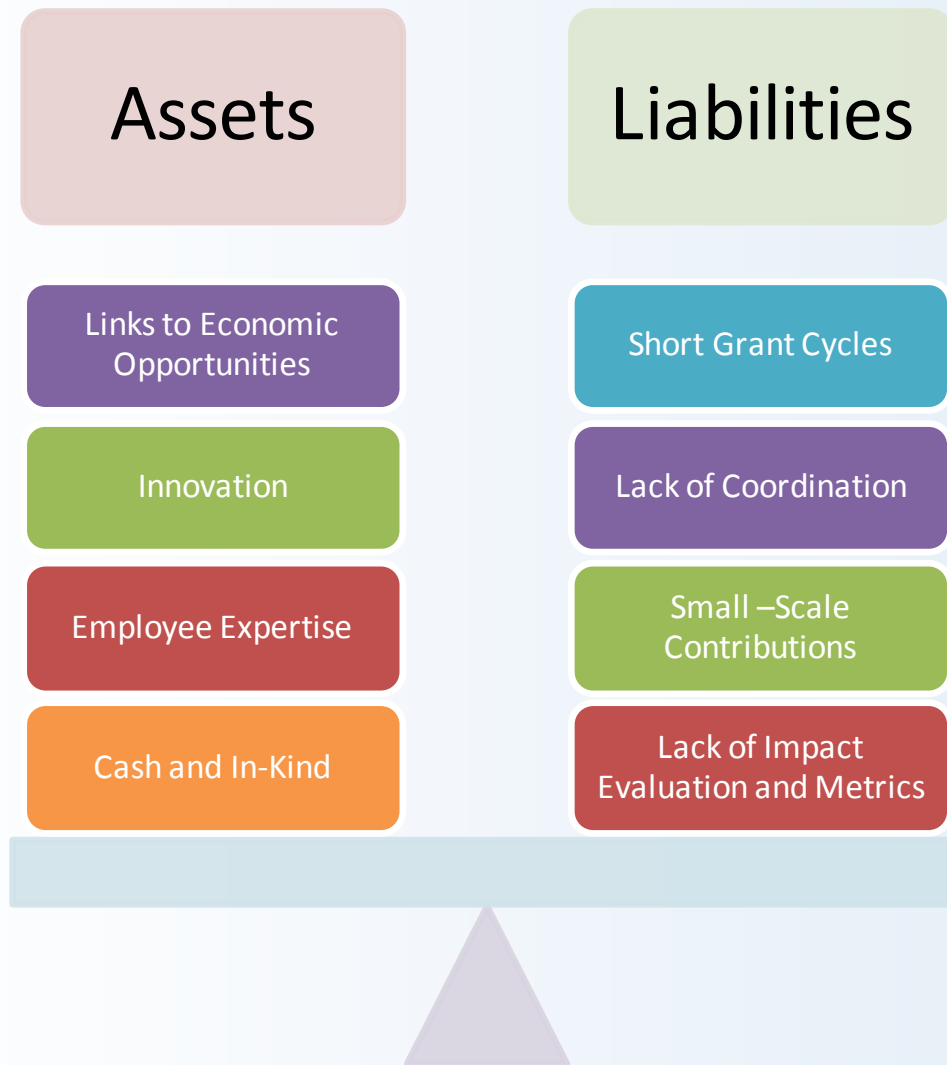 Assets
Liabilities
Links to Economic
Opportunities
Innovation
Employee Expertise
Cash and In-Kind
Short Grant Cycles
Lack of Coordination
Small –Scale
Contributions
Lack of Impact
Evaluation and Metrics